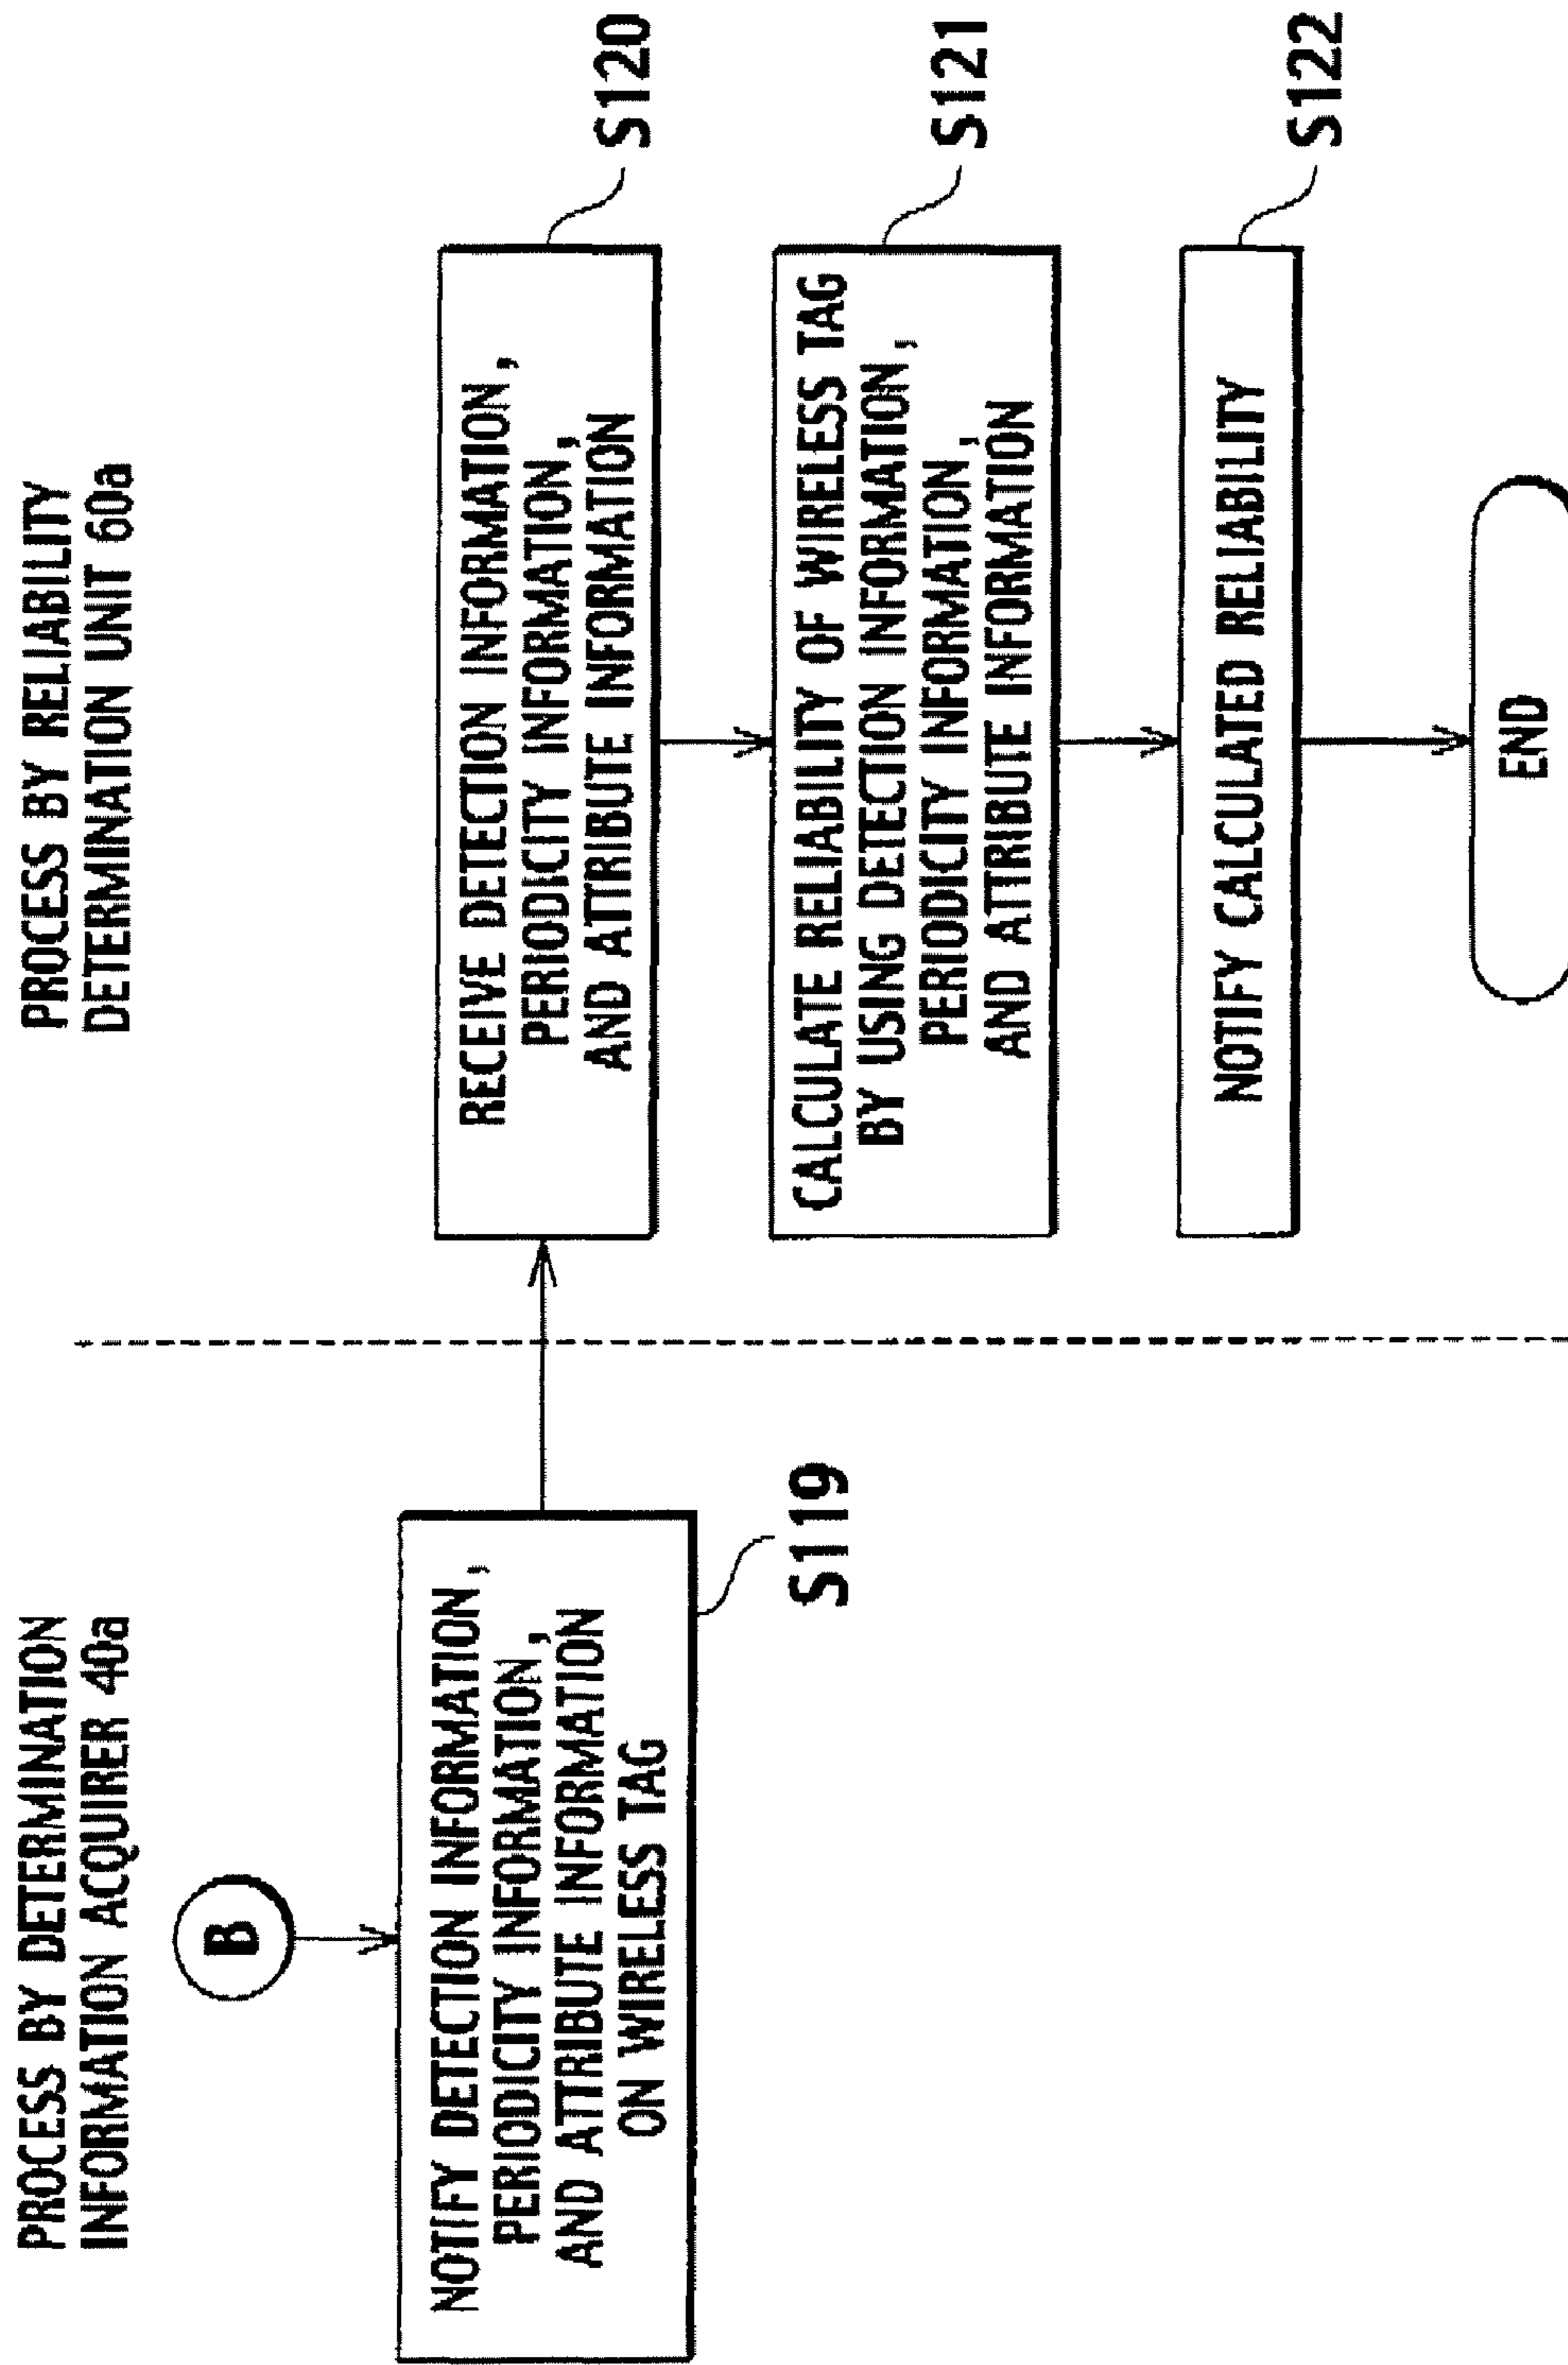 PROCESS BY DETERMINATION
INFORMATION ACQUIRER 40a
B
NOTIFY DETECTION INFORMATION,
PERIODICITY INFORMATION,
AND ATTRIBUTE INFORMATION
ON WIRELESS TAG
S119
PROCESS BY RELIABILITY
DETERMINATION UNIT 60a
RECEIVE DETECTION INFORMATION,
PERIODICITY INFORMATION,
AND ATTRIBUTE INFORMATION
S120
CALCULATE RELIABILITY OF WIRELESS TAG
BY USING DETECTION INFORMATION,
PERIODICITY INFORMATION,
AND ATTRIBUTE INFORMATION
S121
NOTIFY CALCULATED RELIABILITY
S122
END